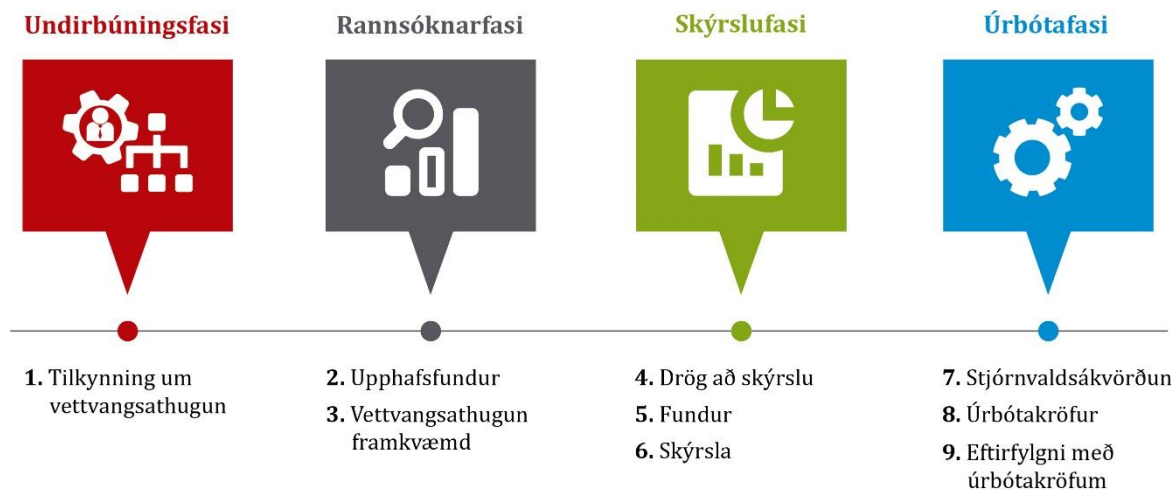 Undirbúningsfasi
Rannsóknarfasi
Skýrslufasi
Úrbótafasi
1. Tilkynning um
vettvangsathugun
2. Upphafsfundur
3. Vettvangsathugun
framkvæmd
4. Drög að skýrslu
5. Fundur
6. Skýrsla
7. Stjórnvaldsákvörðun
8. Úrbótakröfur
9. Eftirfylgni með
úrbótakröfum